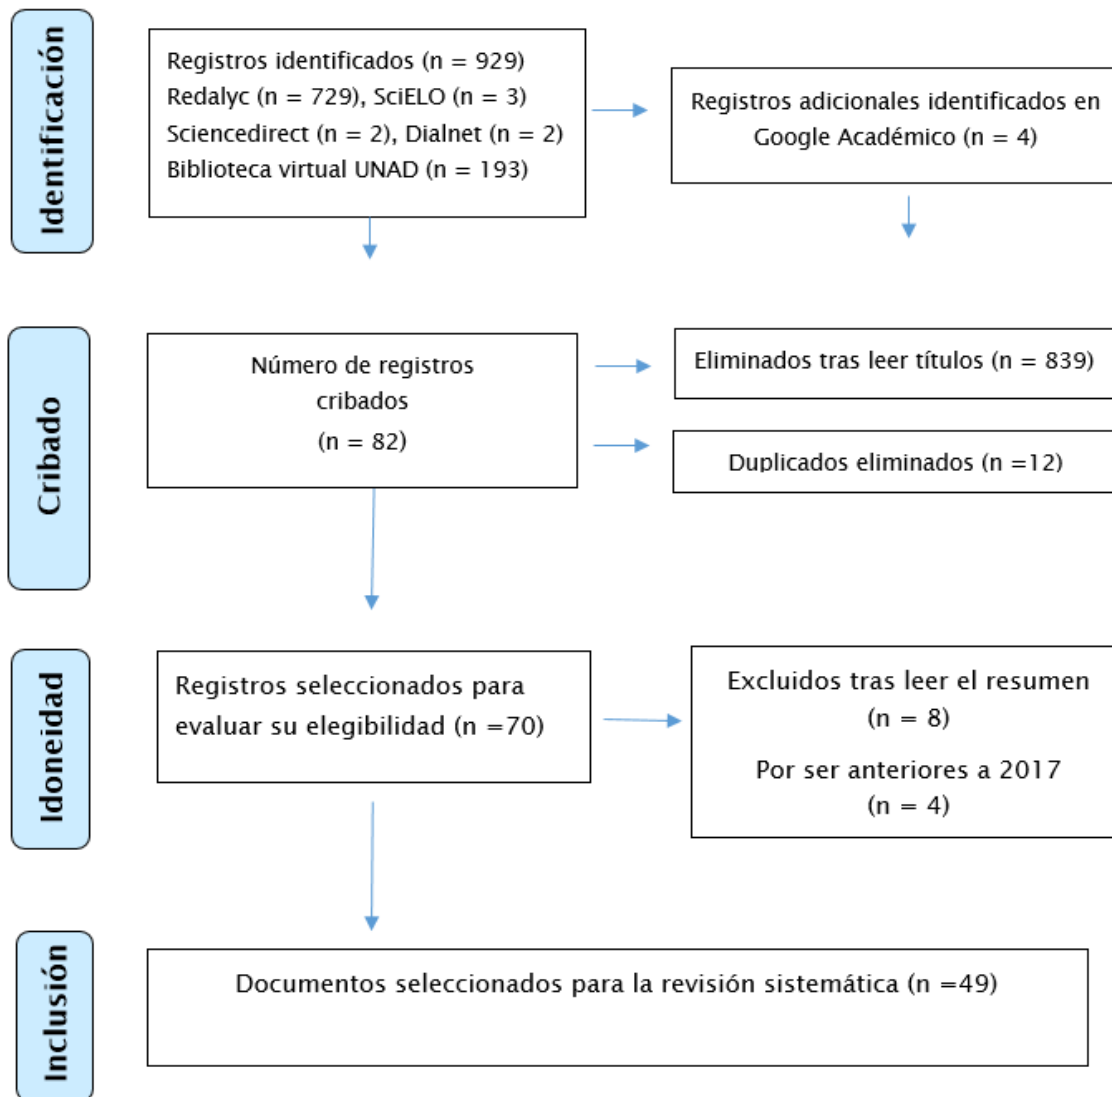 Identificación
Registros identificados (n = 929)
Redalyc (n = 729), SciELO (n = 3)
Sciencedirect (n = 2), Dialnet (n = 2)
Biblioteca virtual UNAD (n = 193)
Registros adicionales identificados en
Google Académico (n = 4)
Cribado
Número de registros
cribados
(n = 82)
Eliminados tras leer títulos (n = 839)
Duplicados eliminados (n =12)
Idoneidad
Registros seleccionados para
evaluar su elegibilidad (n =70)
Excluidos tras leer el resumen
(n = 8)
Por ser anteriores a 2017
(n = 4)
Inclusión
Documentos seleccionados para la revisión sistemática (n =49)